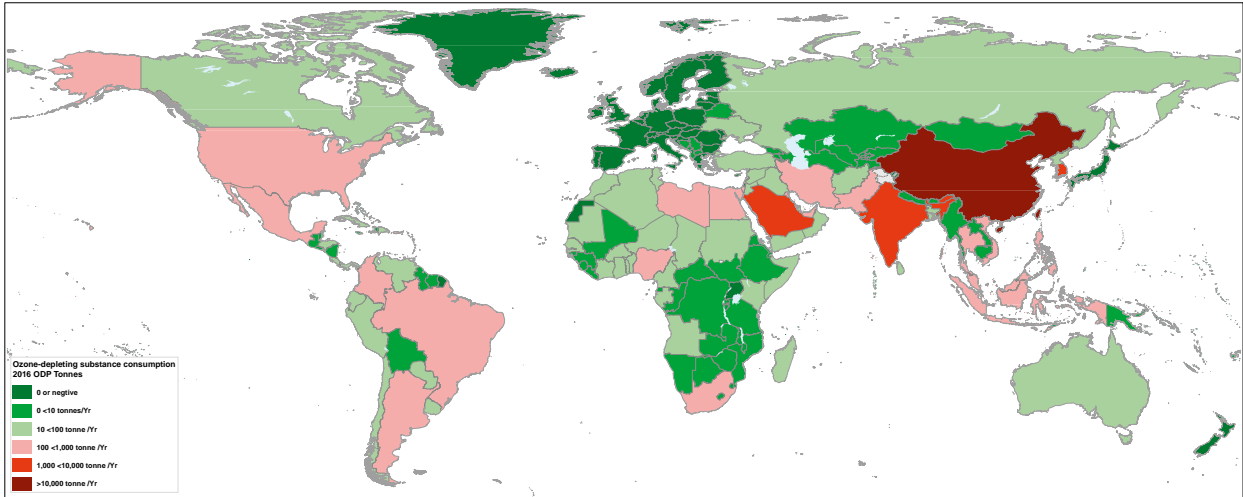 Ozone-depleting substance consumption
2016 ODP Tonnes
0 or negtive
0 <10 tonnes/Yr
10 <100 tonne /Yr
100 <1,000 tonne /Yr
1,000 <10,000 tonne /Yr
>10,000 tonne /Yr